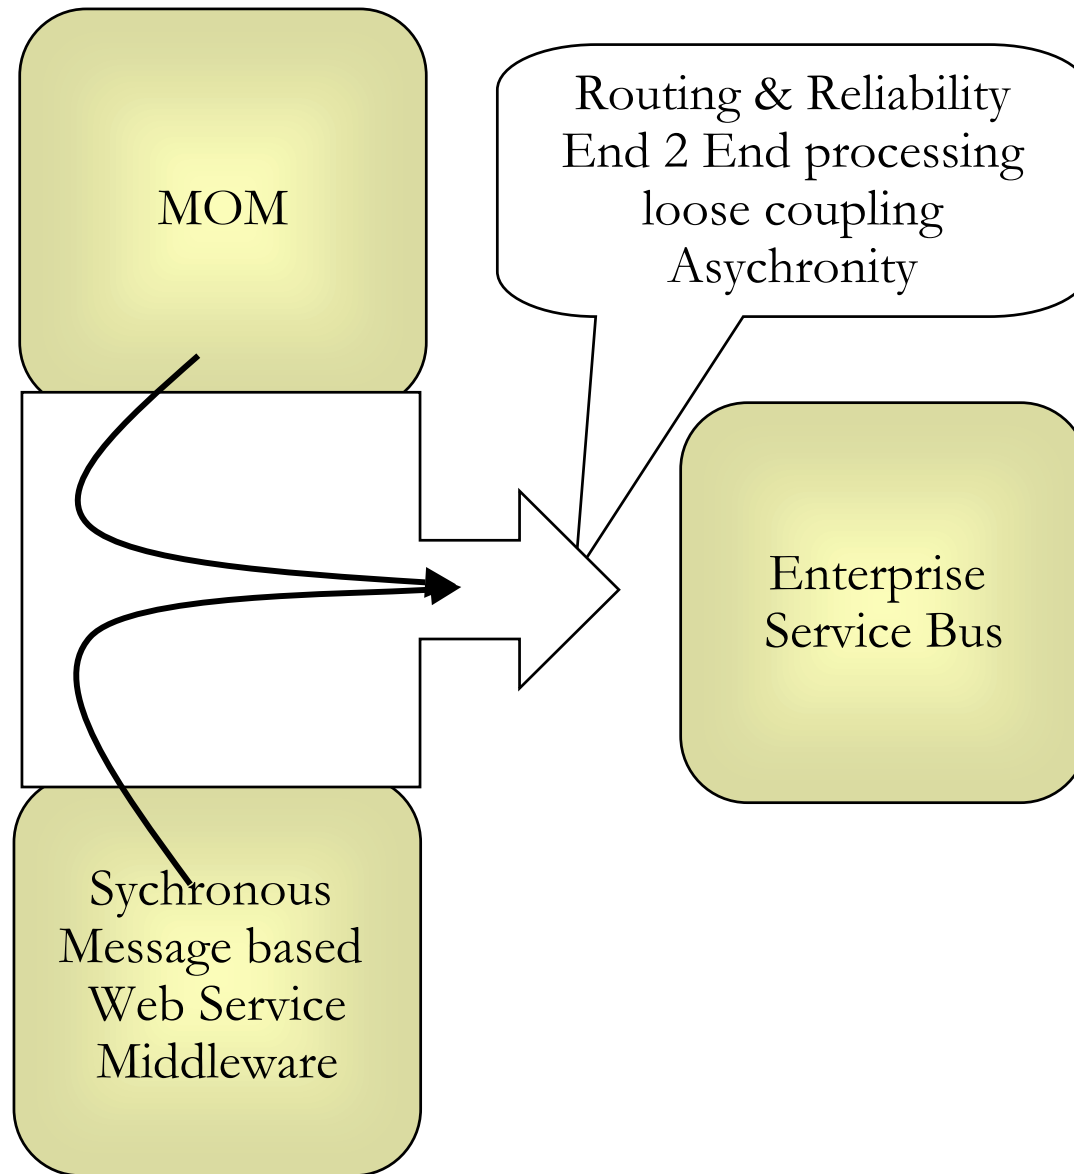 MOM
Routing & Reliability
End 2 End processing
loose coupling
Asychronity
Enterprise
Service Bus
Sychronous
Message based
Web Service
Middleware